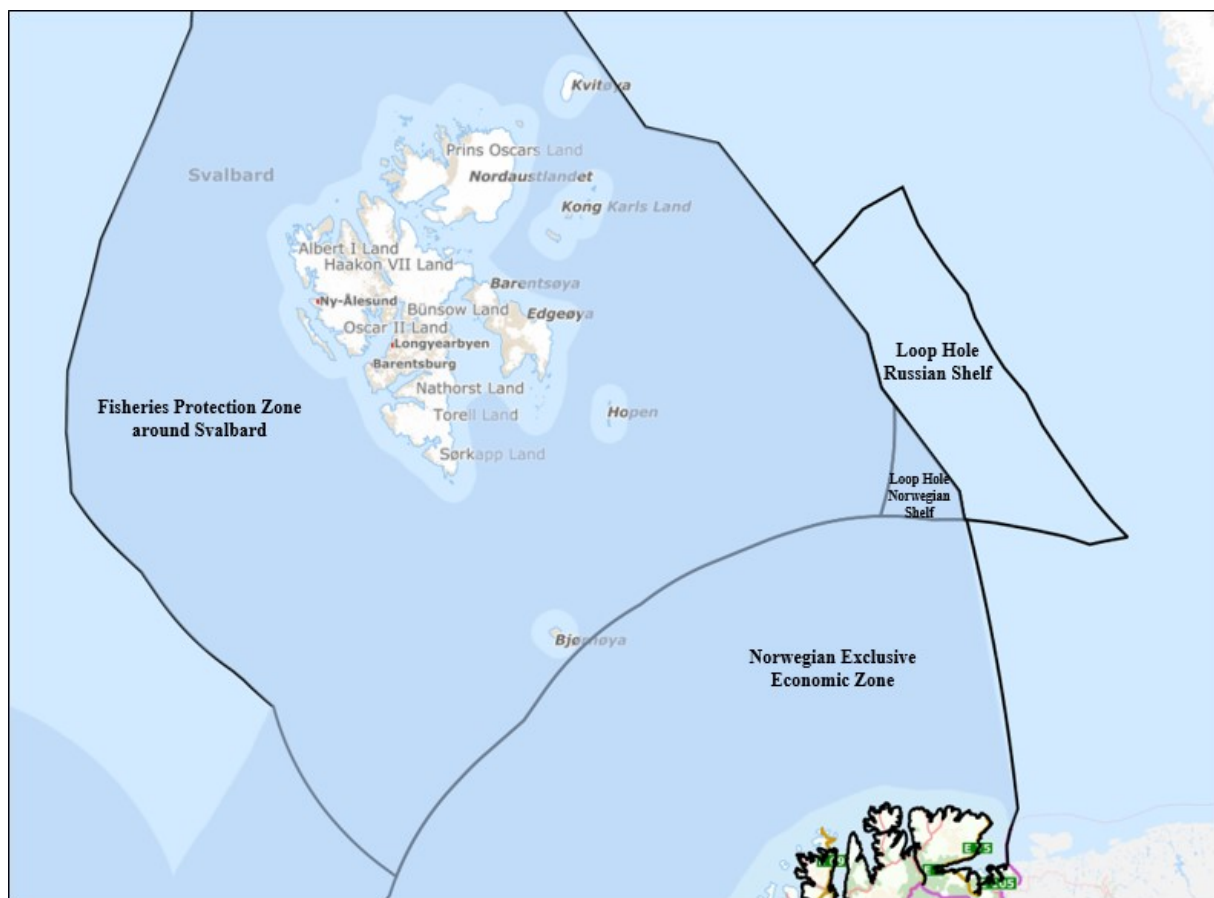 Kvitøya
Prins Oscars Land
Svalbard
Nordaustlandet
Kong Karls Land
Albert I Land
Haakon VII Land
Barentsøya
Ny-Ålesund
Bünsow Land
Edgeøya
Oscar II Land
Longyearbyen
Barentsburg
Nathorst Land
Torell Land
Hopen
Sørkapp Land
Fisheries Protection Zone
around Svalbard
Loop Hole
Russian Shelf
Loop Hole
Norwegian
Shelf
Bjørnøya
Norwegian Exclusive
Economic Zone